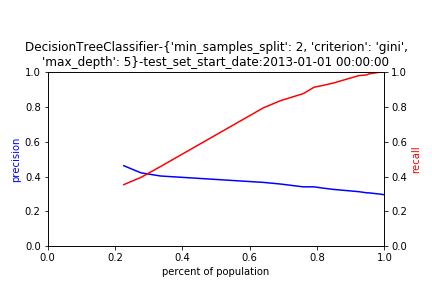 DecisionTreeClassifier-{'min_samples_split': 2, 'criterion': 'gini',
'max_depth': 5}-test_set_start_date:2013-01-01 00:00:00
1.0
0.8
0.6
0.4
0.2
0.0
precision
1.0
0.8
0.6
0.4
0.2
0.0
recall
0.0 0.2 0.4 0.6 0.8 1.0
percent of population